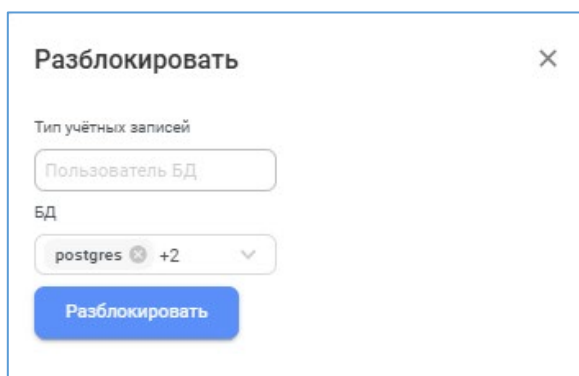 Разблокировать
Тип учётных записей
Пользователь БД
БД
postgres +2
Разблокировать